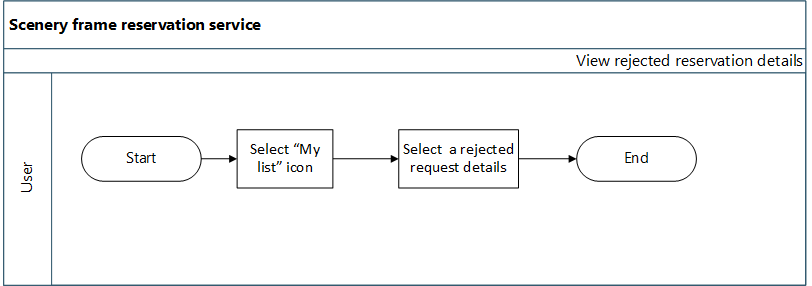 Scenery frame reservation service
View rejected reservation details
User
Start
Select “My
list” icon
Select a rejected
request details
End